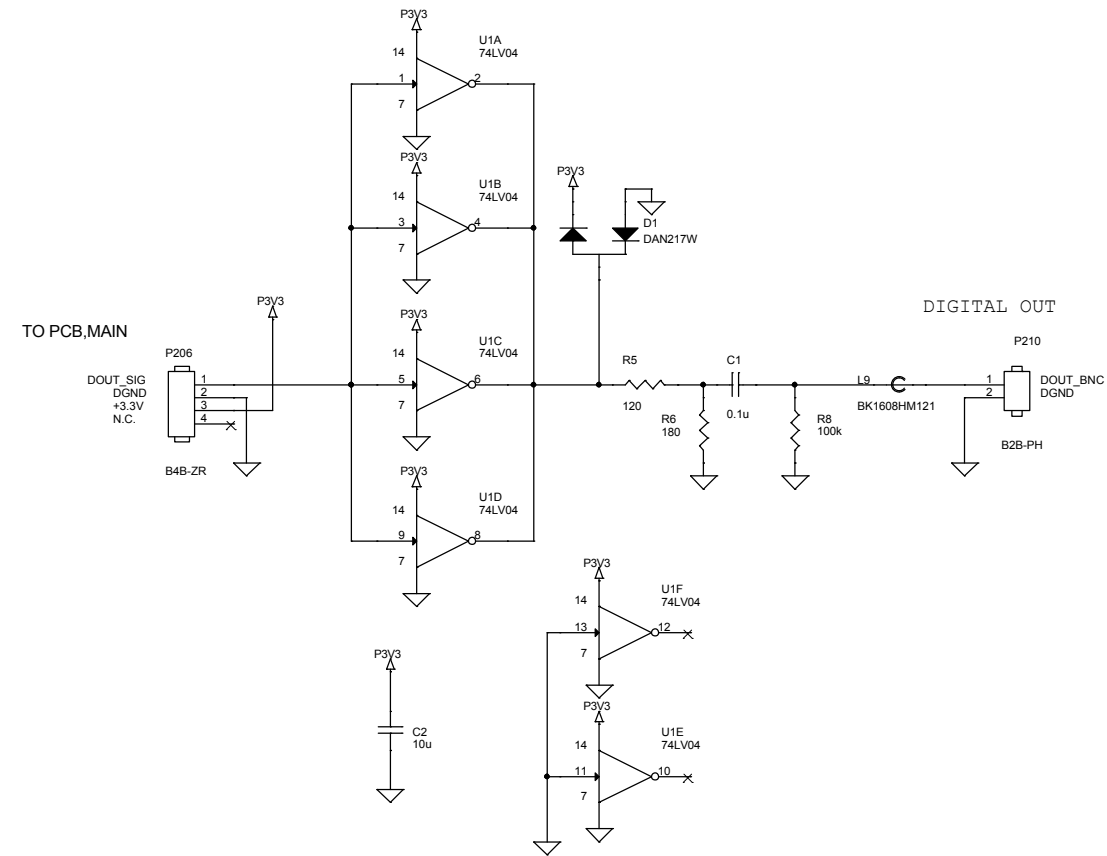 P3V3
U1A
74LV04
14
1
2
7
P3V3
U1B
74LV04
14
3
4
7
P3V3
D1
DAN217W
P3V3
TO PCB,MAIN
P206
DOUT_SIG
DGND
+3.3V
N.C.
1
2
3
4
B4B-ZR
P3V3
U1C
74LV04
14
5
6
7
R5
120
C1
0.1u
R6
180
R8
100k
L9
BK1608HM121
DIGITAL OUT
P210
1
2
DOUT_BNC
DGND
B2B-PH
P3V3
U1D
74LV04
14
9
8
7
P3V3
U1F
74LV04
14
13
12
7
P3V3
C2
10u
P3V3
U1E
74LV04
14
11
10
7